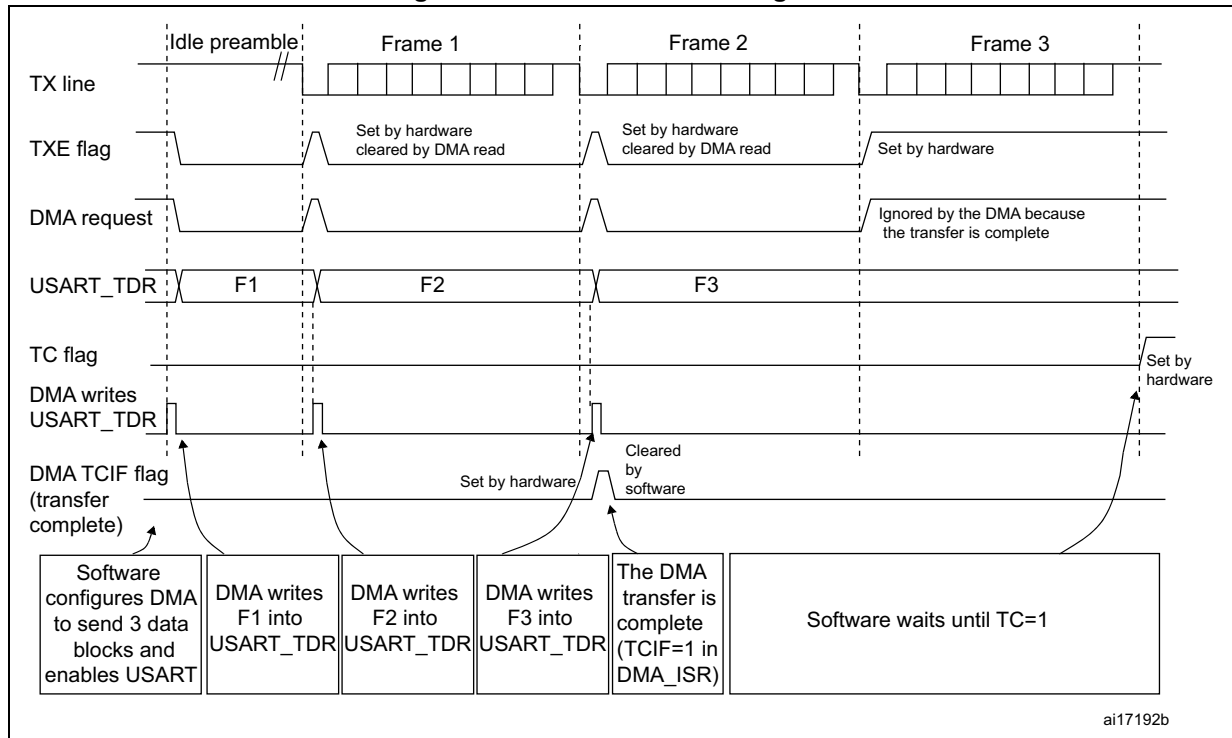 Idle preamble
Frame 1
Frame 2
Frame 3
TX line
TXE flag
Set by hardware
cleared by DMA read
Set by hardware
cleared by DMA read
Set by hardware
DMA request
Ignored by the DMA because
the transfer is complete
USART_TDR
F1
F2
F3
TC flag
Set by
hardware
DMA writes
USART_TDR
DMA TCIF flag
(transfer
complete)
Set by hardware
Cleared
by
software
Software
configures DMA
to send 3 data
blocks and
enables USART
DMA writes
F1 into
USART_TDR
DMA writes
F2 into
USART_TDR
DMA writes
F3 into
USART_TDR
The DMA
transfer is
complete
(TCIF=1 in
DMA_ISR)
Software waits until TC=1
ai17192b